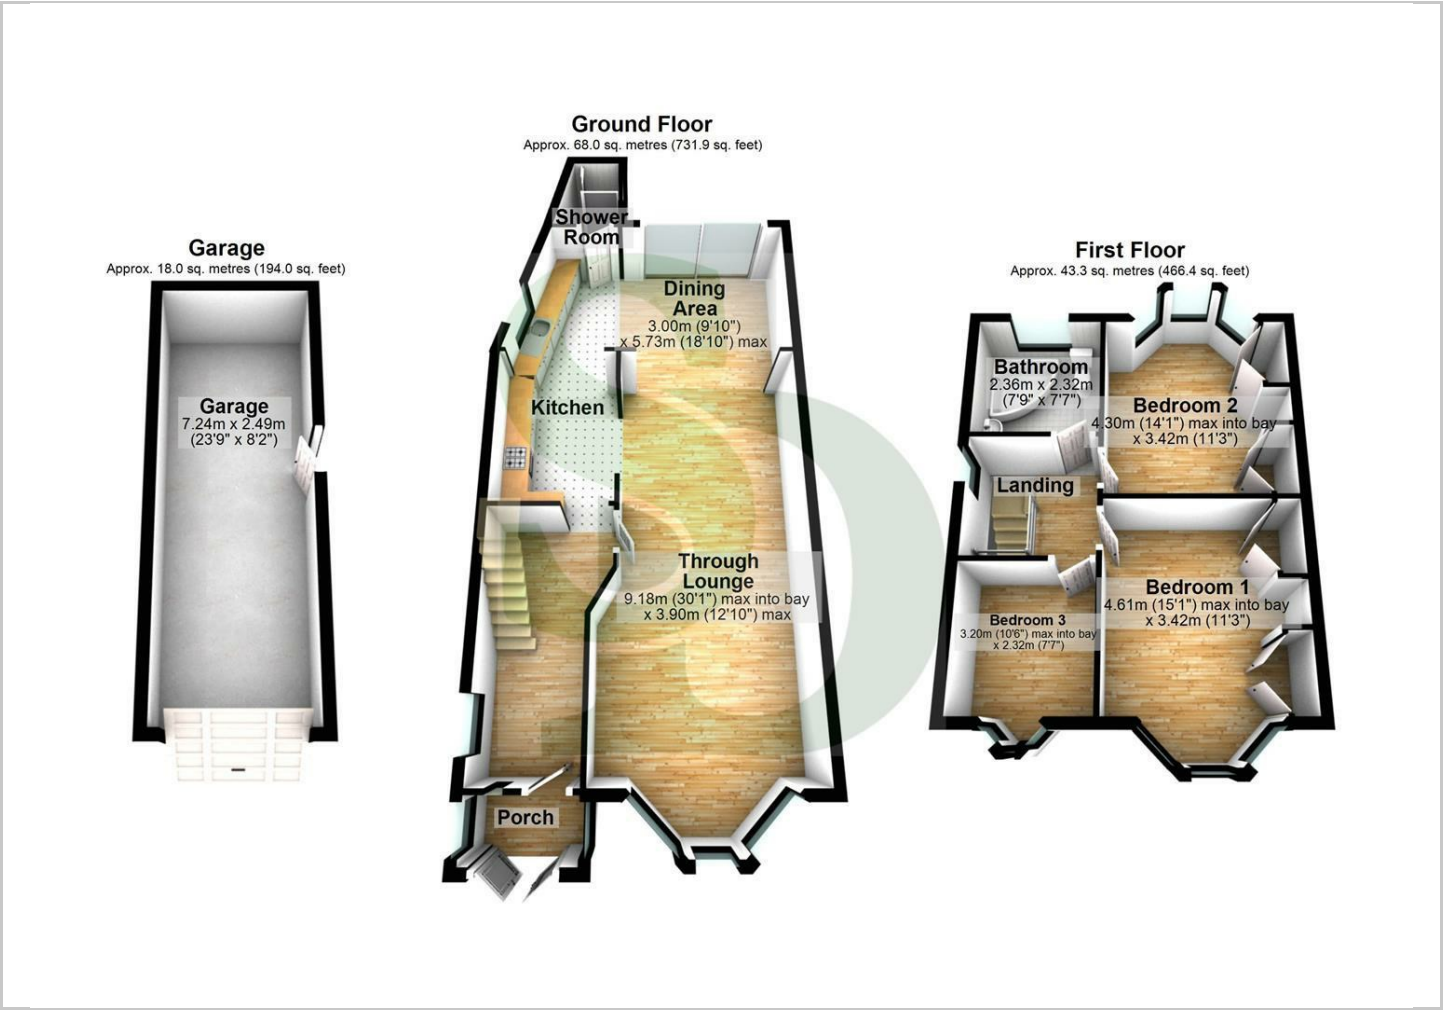 Garage
Approx. 18.0 sq. metres (194.0 sq. feet)
Garage
7.24m x 2.49m
(23'9" x 8'2")
Ground Floor
Approx. 68.0 sq. metres (731.9 sq. feet)
Shower
Room
Dining
Area
3.00m (9'10")
x 5.73m (18'10") max
Kitchen
Through
Lounge
9.18m (30'1") max into bay
x 3.90m (12'10") max
Porch
First Floor
Approx. 43.3 sq. metres (466.4 sq. feet)
Bathroom
2.36m x 2.32m
(7'9" x 7'7")
Bedroom 2
4.30m (14'1") max into bay
x 3.42m (11'3")
Landing
Bedroom 1
4.61m (15'1") max into bay
x 3.42m (11'3")
Bedroom 3
3.20m (10'6") max into bay
x 2.32m (7'7")